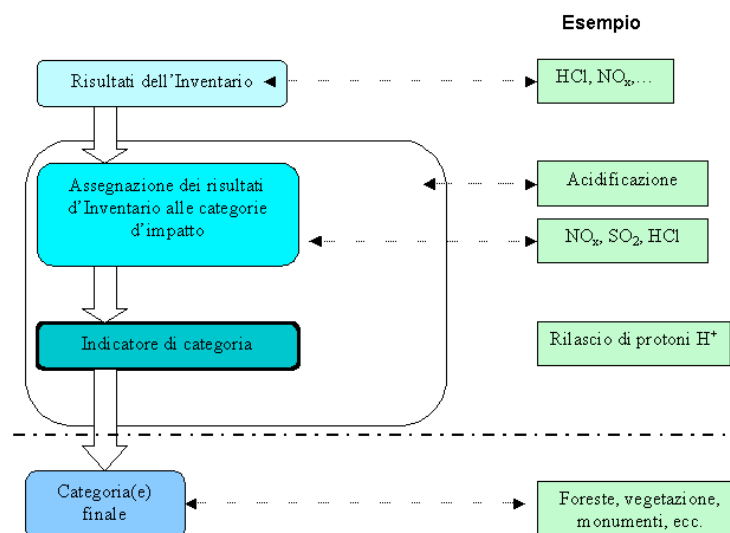 Esempio
Risultati dell'Inventario
HCl, NOx,...
Assegnazione dei risultati
d'Inventario alle categorie
d'impatto
Acidificazione
NOx, SO2, HCl
Indicatore di categoria
Rilascio di protoni H+
Categoria(e)
finale
Foreste, vegetazione,
monumenti, ecc.